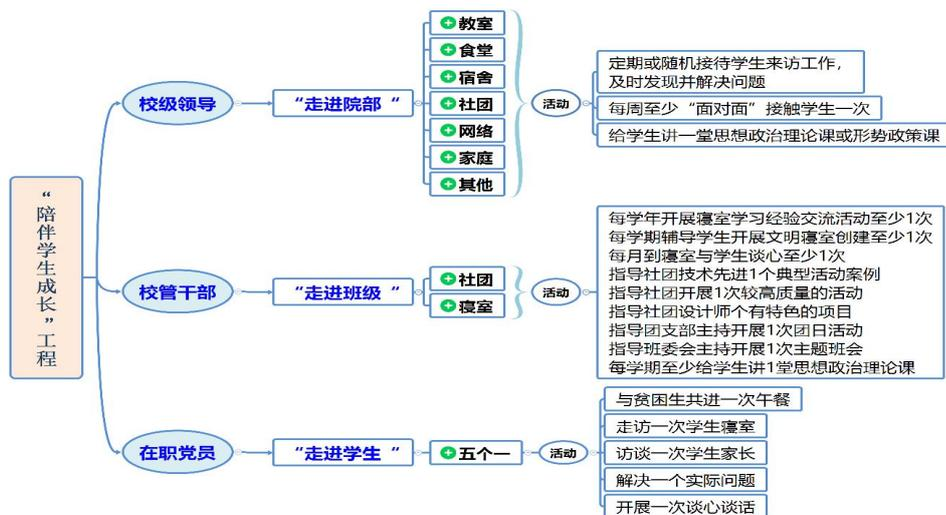 “陪伴学生成长”工程
校级领导
“走进院部“
教室
食堂
宿舍
社团
网络
家庭
其他
活动
定期或随机接待学生来访工作，
及时发现并解决问题
每周至少“面对面”接触学生一次
给学生讲一堂思想政治理论课或形势政策课
校管干部
“走进班级“
社团
寝室
活动
每学年开展寝室学习经验交流活动至少1次
每学期辅导学生开展文明寝室创建至少1次
每月到寝室与学生谈心至少1次
指导社团技术先进1个典型活动案例
指导社团开展1次较高质量的活动
指导社团设计师个有特色的项目
指导团支部主持开展1次团日活动
指导班委会主持开展1次主题班会
每学期至少给学生讲1堂思想政治理论课
在职党员
“走进学生“
五个一
活动
与贫困生共进一次午餐
走访一次学生寝室
访谈一次学生家长
解决一个实际问题
开展一次谈心谈话